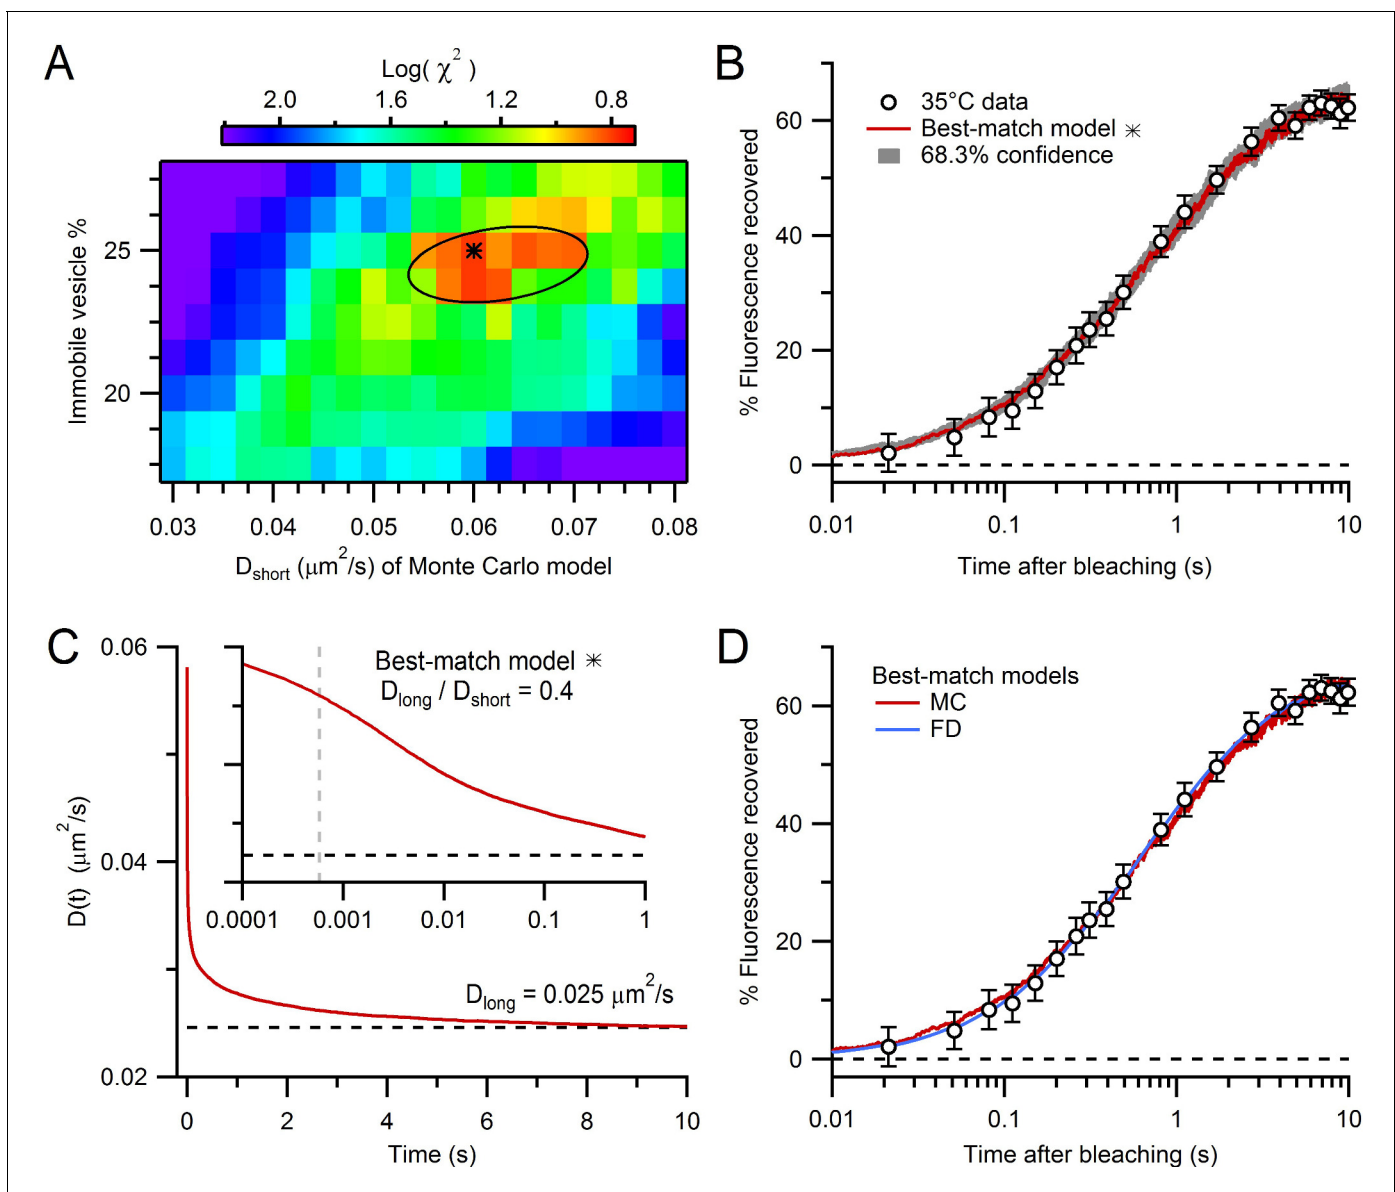 A
Log( χ² )
2.0 1.6 1.2 0.8
Immobile vesicle %
25
20
0.03 0.04 0.05 0.06 0.07 0.08
D_short (μm²/s) of Monte Carlo model
B
35°C data
Best-match model ✳
68.3% confidence
% Fluorescence recovered
60
40
20
0
0.01 0.1 1 10
Time after bleaching (s)
C
0.06
0.04
0.02
D(t) (μm²/s)
Best-match model ✳
D_long / D_short = 0.4
0.0001 0.001 0.01 0.1 1
D_long = 0.025 μm²/s
0 2 4 6 8 10
Time (s)
D
Best-match models
MC
FD
% Fluorescence recovered
60
40
20
0
0.01 0.1 1 10
Time after bleaching (s)